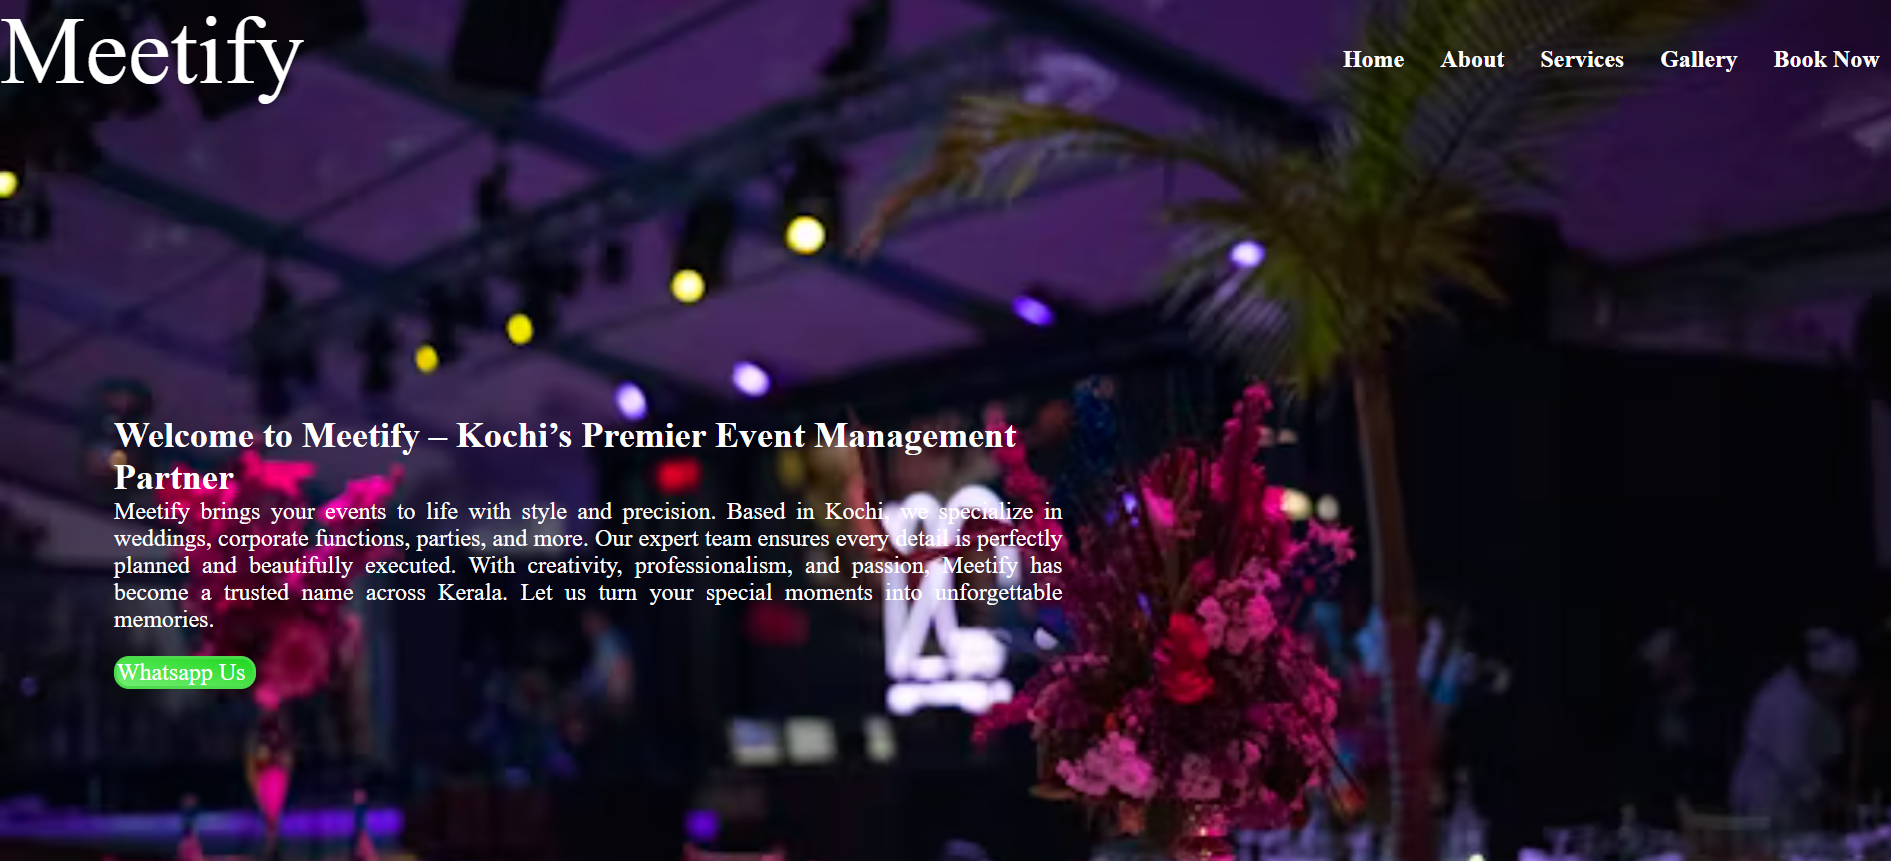 Meetify
Home About Services Gallery Book Now
Welcome to Meetify – Kochi’s Premier Event Management
Partner
Meetify brings your events to life with style and precision. Based in Kochi, we specialize in
weddings, corporate functions, parties, and more. Our expert team ensures every detail is perfectly
planned and beautifully executed. With creativity, professionalism, and passion, Meetify has
become a trusted name across Kerala. Let us turn your special moments into unforgettable
memories.
Whatsapp Us